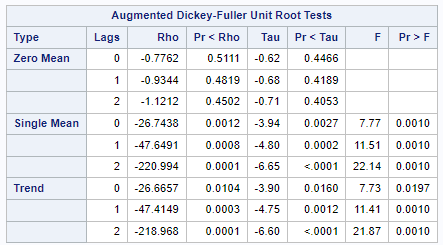 Augmented Dickey-Fuller Unit Root Tests
Type Lags Rho Pr < Rho Tau Pr < Tau F Pr > F
Zero Mean 0 -0.7762 0.5111 -0.62 0.4466
1 -0.9344 0.4819 -0.68 0.4189
2 -1.1212 0.4502 -0.71 0.4053
Single Mean 0 -26.7438 0.0012 -3.94 0.0027 7.77 0.0010
1 -47.6491 0.0008 -4.80 0.0002 11.51 0.0010
2 -220.994 0.0001 -6.65 <.0001 22.14 0.0010
Trend 0 -26.6657 0.0104 -3.90 0.0160 7.73 0.0197
1 -47.4149 0.0003 -4.75 0.0012 11.41 0.0010
2 -218.968 0.0001 -6.60 <.0001 21.87 0.0010